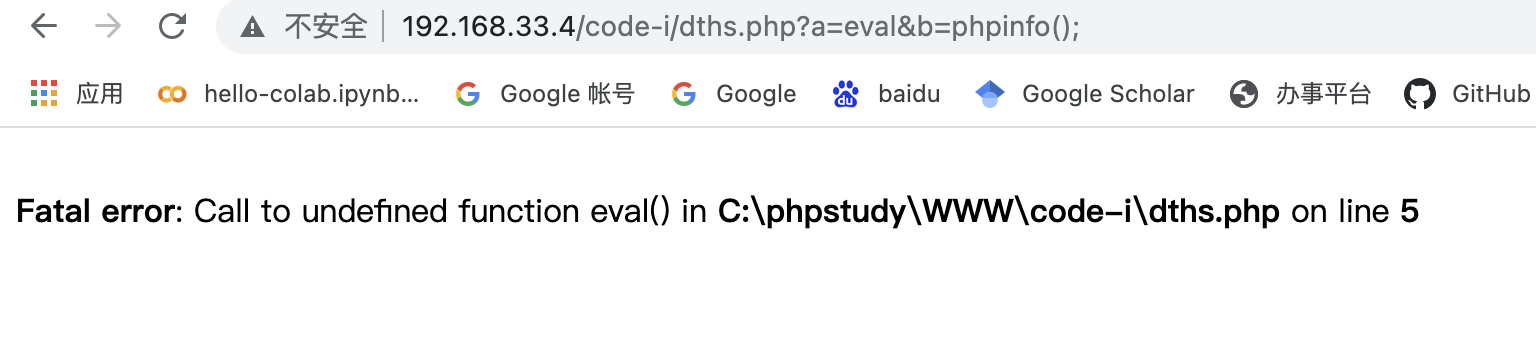 不安全 192.168.33.4/code-i/dths.php?a=eval&b=phpinfo();
应用 hello-colab.ipynb... Google 帐号 Google baidu Google Scholar 办事平台 GitHub
Fatal error: Call to undefined function eval() in C:\phpstudy\WWW\code-i\dths.php on line 5